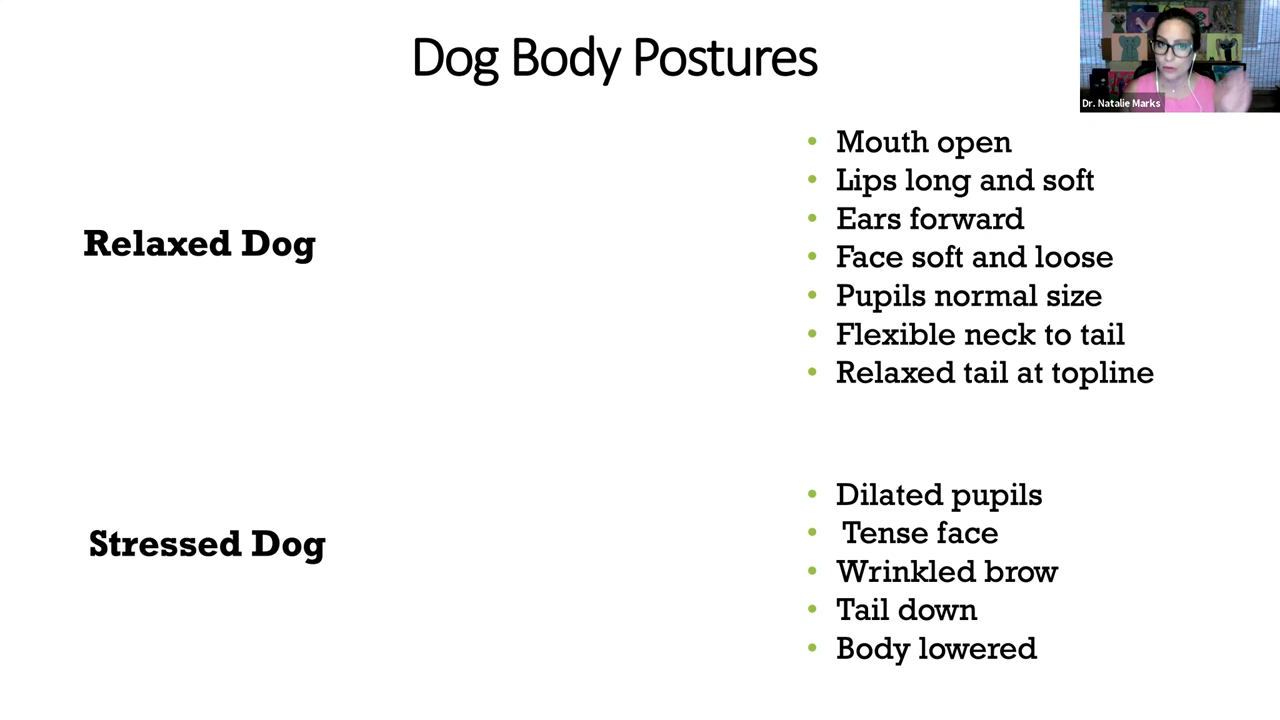 Dog Body Postures
Dr. Natalie Marks
Relaxed Dog
• Mouth open
• Lips long and soft
• Ears forward
• Face soft and loose
• Pupils normal size
• Flexible neck to tail
• Relaxed tail at topline
Stressed Dog
• Dilated pupils
• Tense face
• Wrinkled brow
• Tail down
• Body lowered